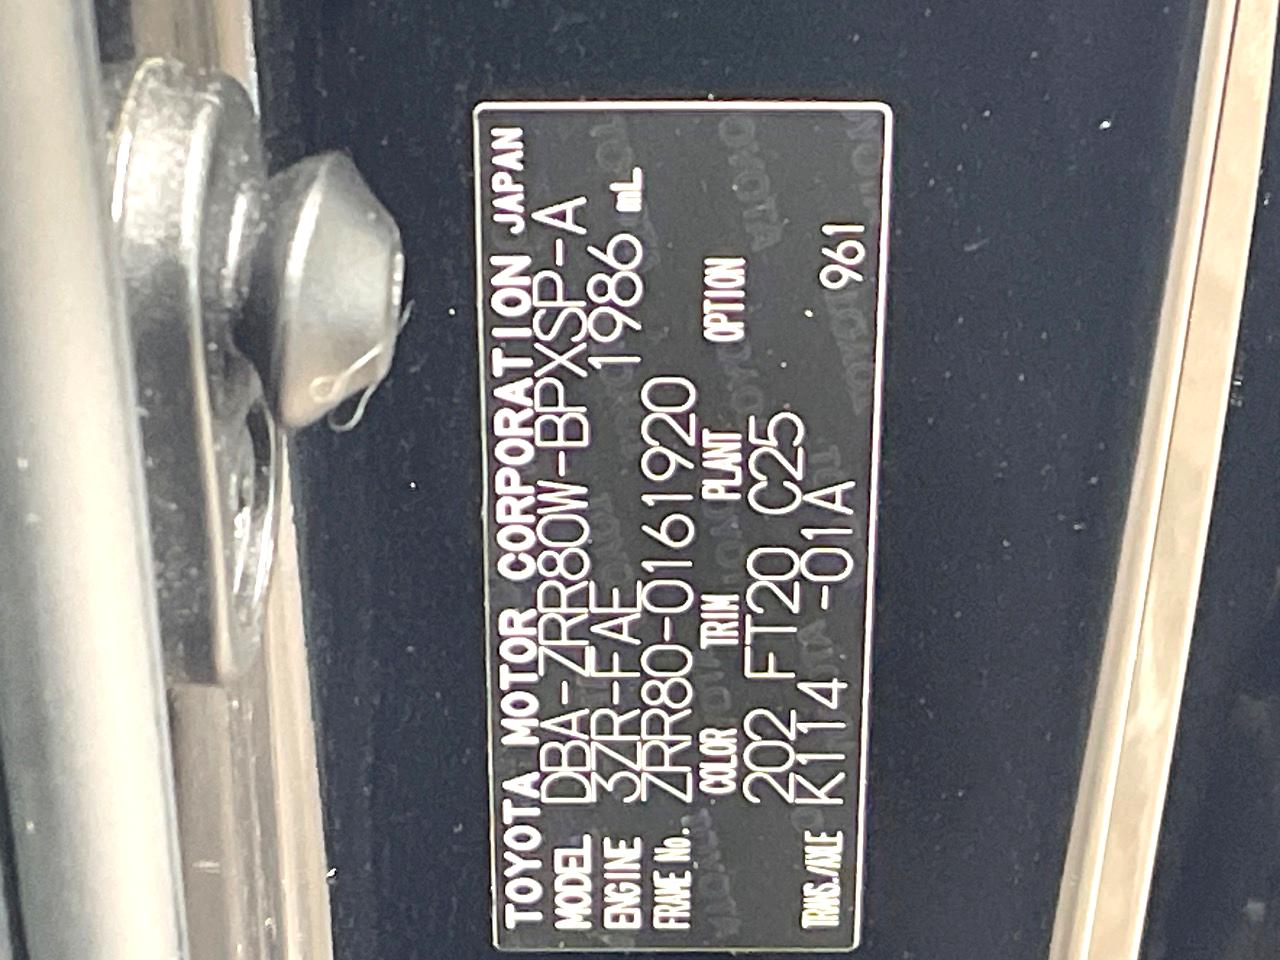 TOYOTA MOTOR CORPORATION JAPAN
MODEL DBA-ZRR80W-BPXSP-A
ENGINE 3ZR-FAE 1986 mL
FRAME No. ZRR80-0161920
COLOR TRIM PLANT OPTION
202 FT20 C25
TRANS./AXLE K114 -01A 961